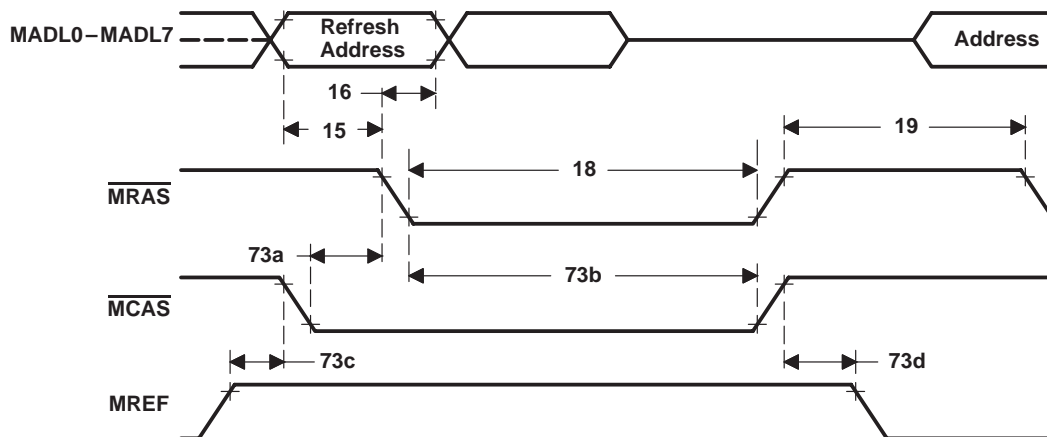 MADL0–MADL7
Refresh
Address
Address
16
15
19
18
MRAS
73a
73b
MCAS
73c
73d
MREF